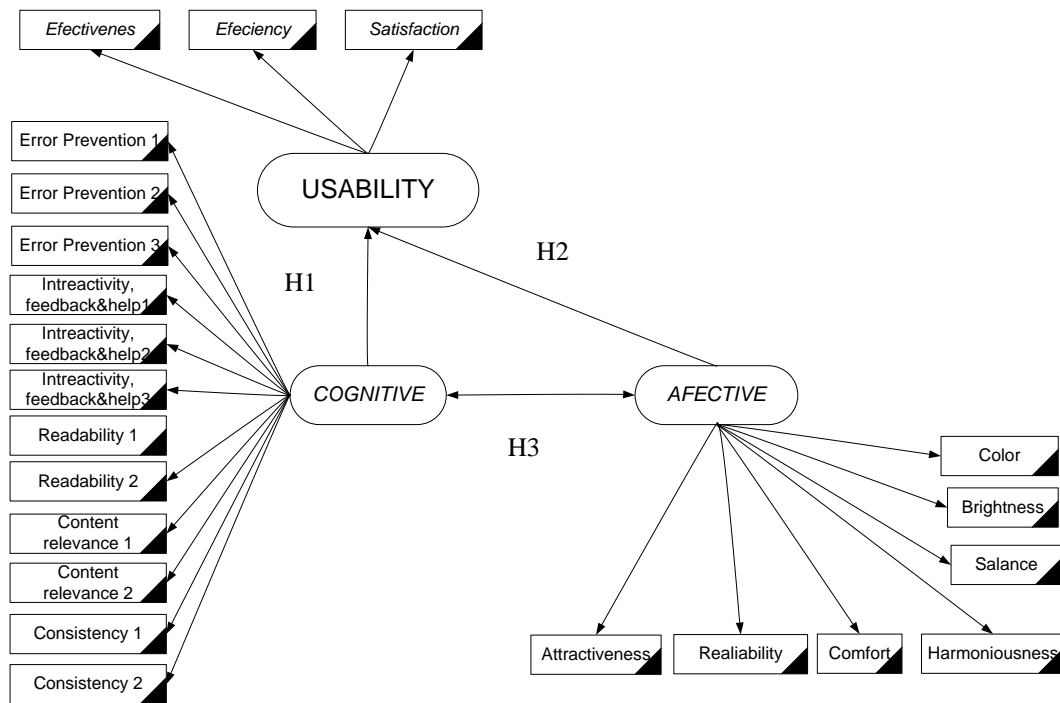 Efectivenes
Efeciency
Satisfaction
Error Prevention 1
Error Prevention 2
Error Prevention 3
Intreactivity,
feedback&help1
Intreactivity,
feedback&help2
Intreactivity,
feedback&help3
Readability 1
Readability 2
Content
relevance 1
Content
relevance 2
Consistency 1
Consistency 2
USABILITY
H1
H2
COGNITIVE
AFECTIVE
H3
Color
Brightness
Salance
Attractiveness
Realiability
Comfort
Harmoniousness